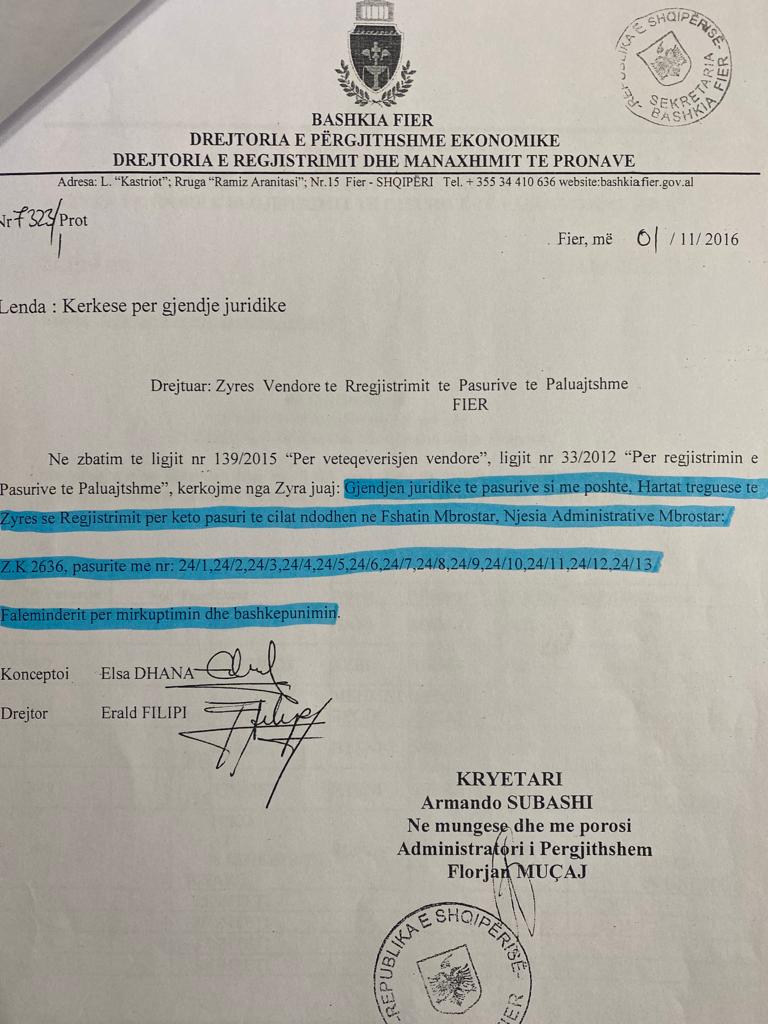 REPUBLIKA E SHQIPËRISË-
SEKRETARIA
BASHKIA FIER
BASHKIA FIER
DREJTORIA E PËRGJITHSHME EKONOMIKE
DREJTORIA E REGJISTRIMIT DHE MANAXHIMIT TE PRONAVE
Adresa: L. “Kastriot”; Rruga “Ramiz Aranitasi”; Nr.15 Fier - SHQIPËRI Tel. + 355 34 410 636 website:bashkiafier.gov.al
Nr 7323/1 Prot
Fier, më 01 / 11/ 2016
Lenda : Kerkese per gjendje juridike
Drejtuar: Zyres Vendore te Rregjistrimit te Pasurive te Paluajtshme
FIER
Ne zbatim te ligjit nr 139/2015 “Per veteqeverisjen vendore”, ligjit nr 33/2012 “Per regjistrimin e
Pasurive te Paluajtshme”, kerkojme nga Zyra juaj: Gjendjen juridike te pasurive si me poshte, Hartat treguese te
Zyres se Regjistrimit per keto pasuri te cilat ndodhen ne Fshatin Mbrostar, Njesia Administrative Mbrostar:
Z.K 2636, pasurite me nr: 24/1,24/2,24/3,24/4,24/5,24/6,24/7,24/8,24/9,24/10,24/11,24/12,24/13
Faleminderit per mirkuptimin dhe bashkepunimin.
Konceptoi Elsa DHANA
Drejtor Erald FILIPI
KRYETARI
Armando SUBASHI
Ne mungese dhe me porosi
Administratori i Pergjithshem
Florjan MUÇAJ
-REPUBLIKA E SHQIPËRISË-